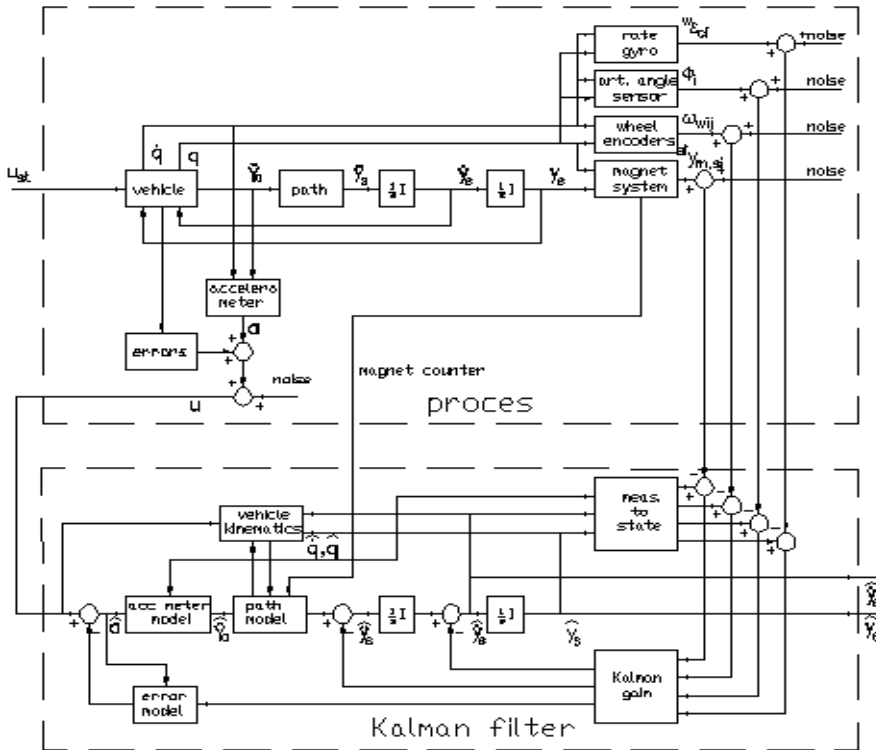 rate
gyro
noise
art. angle
sensor
noise
wheel
encoders
noise
magnet
system
noise
vehicle
path
accelero
meter
a
errors
noise
u
magnet counter
proces
vehicle
kinematics
meas.
to
state
acc meter
model
path
model
error
model
Kalman
gain
Kalman filter